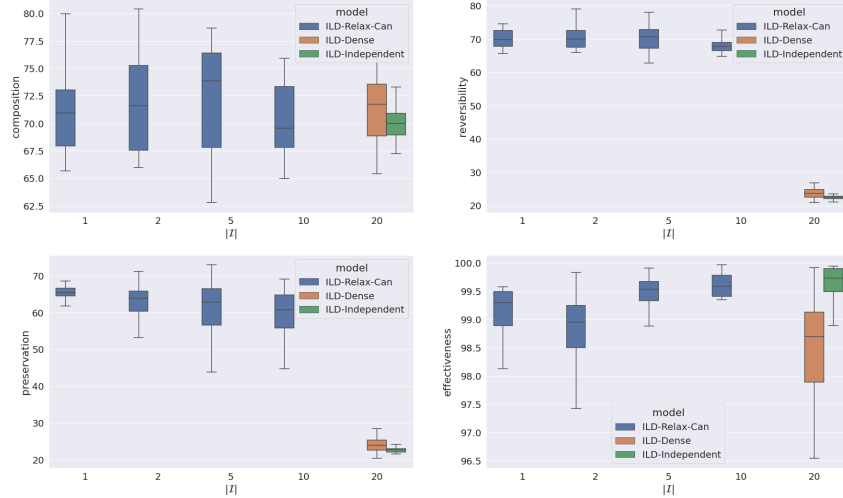 80.0
77.5
75.0
72.5
70.0
67.5
65.0
62.5
composition
1 2 5 10 20
|I|
model
ILD-Relax-Can
ILD-Dense
ILD-Independent
80
70
60
50
40
30
20
reversibility
1 2 5 10 20
|I|
model
ILD-Relax-Can
ILD-Dense
ILD-Independent
70
60
50
40
30
20
preservation
1 2 5 10 20
|I|
model
ILD-Relax-Can
ILD-Dense
ILD-Independent
100.0
99.5
99.0
98.5
98.0
97.5
97.0
96.5
effectiveness
1 2 5 10 20
|I|
model
ILD-Relax-Can
ILD-Dense
ILD-Independent